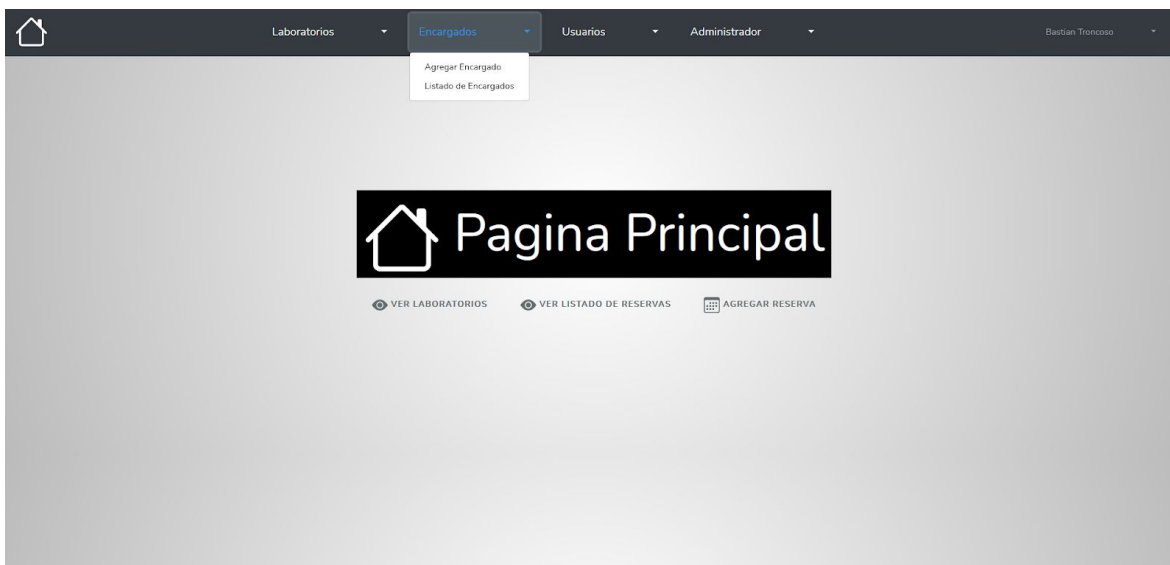 Laboratorios
Encargados
Usuarios
Administrador
Bastian Troncoso
Agregar Encargado
Listado de Encargados
Pagina Principal
VER LABORATORIOS
VER LISTADO DE RESERVAS
AGREGAR RESERVA